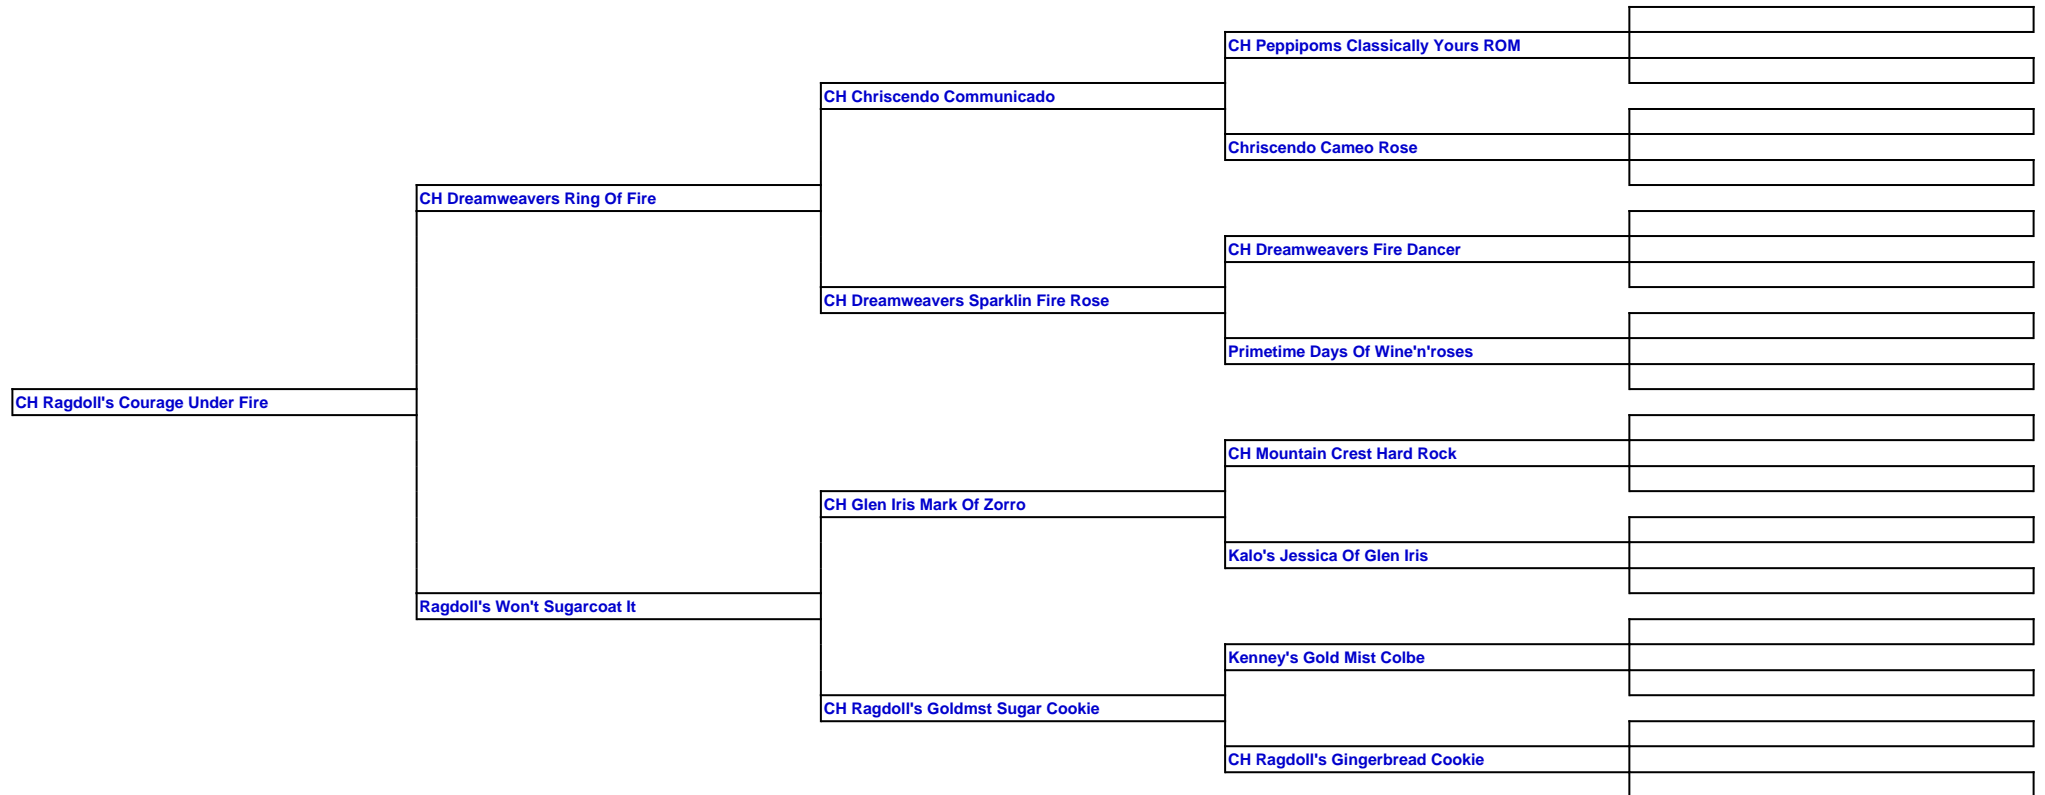 CH Peppipoms Classically Yours ROM
CH Chriscendo Communicado
Chriscendo Cameo Rose
CH Dreamweavers Ring Of Fire
CH Dreamweavers Fire Dancer
CH Dreamweavers Sparklin Fire Rose
Primetime Days Of Wine'n'roses
CH Ragdoll's Courage Under Fire
CH Mountain Crest Hard Rock
CH Glen Iris Mark Of Zorro
Kalo's Jessica Of Glen Iris
Ragdoll's Won't Sugarcoat It
Kenney's Gold Mist Colbe
CH Ragdoll's Goldmst Sugar Cookie
CH Ragdoll's Gingerbread Cookie